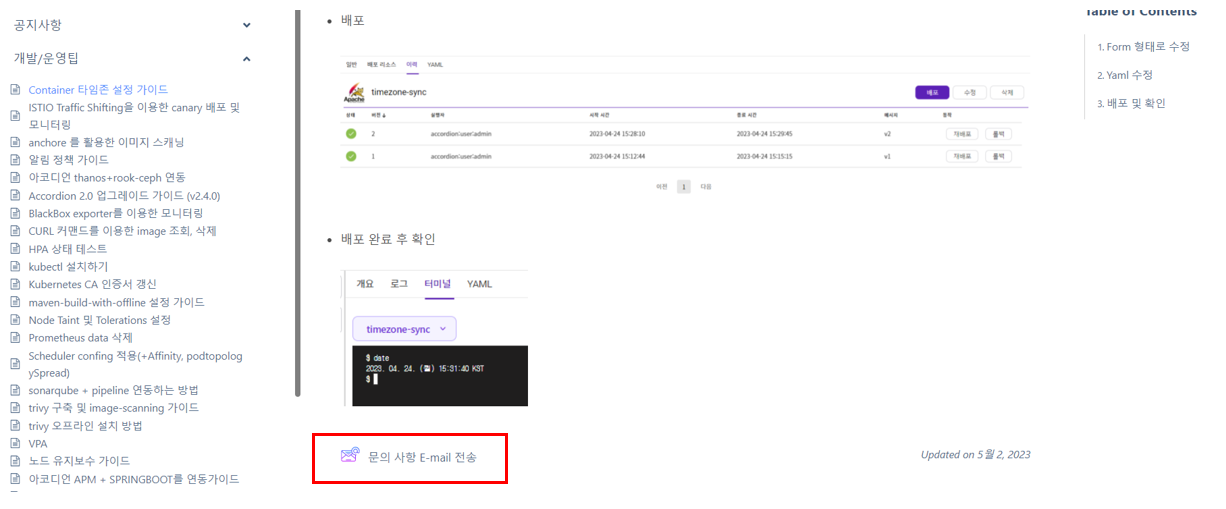 공지사항
개발/운영팁
Container 타임존 설정 가이드
ISTIO Traffic Shifting을 이용한 canary 배포 및
모니터링
anchore 를 활용한 이미지 스캐닝
알림 정책 가이드
아코디언 thanos+rook-ceph 연동
Accordion 2.0 업그레이드 가이드 (v2.4.0)
BlackBox exporter를 이용한 모니터링
CURL 커맨드를 이용한 image 조회, 삭제
HPA 상태 테스트
kubectl 설치하기
Kubernetes CA 인증서 갱신
maven-build-with-offline 설정 가이드
Node Taint 및 Tolerations 설정
Prometheus data 삭제
Scheduler confing 적용(+Affinity, podtopolog
ySpread)
sonarqube + pipeline 연동하는 방법
trivy 구축 및 image-scanning 가이드
trivy 오프라인 설치 방법
VPA
노드 유지보수 가이드
아코디언 APM + SPRINGBOOT를 연동가이드
배포
일반 배포 리소스 이력 YAML
Apache timezone-sync 배포 수정 삭제
상태 버전 실행자 시작 시간 완료 시간 메시지 동작
2 accordion:user:admin 2023-04-24 15:28:10 2023-04-24 15:29:45 v2 재배포 롤백
1 accordion:user:admin 2023-04-24 15:12:44 2023-04-24 15:15:15 v1 재배포 롤백
이전 1 다음
배포 완료 후 확인
개요 로그 터미널 YAML
timezone-sync
$ date
2023. 04. 24. (월) 15:31:40 KST
$
문의 사항 E-mail 전송
Updated on 5월 2, 2023
Table of Contents
1. Form 형태로 수정
2. Yaml 수정
3. 배포 및 확인